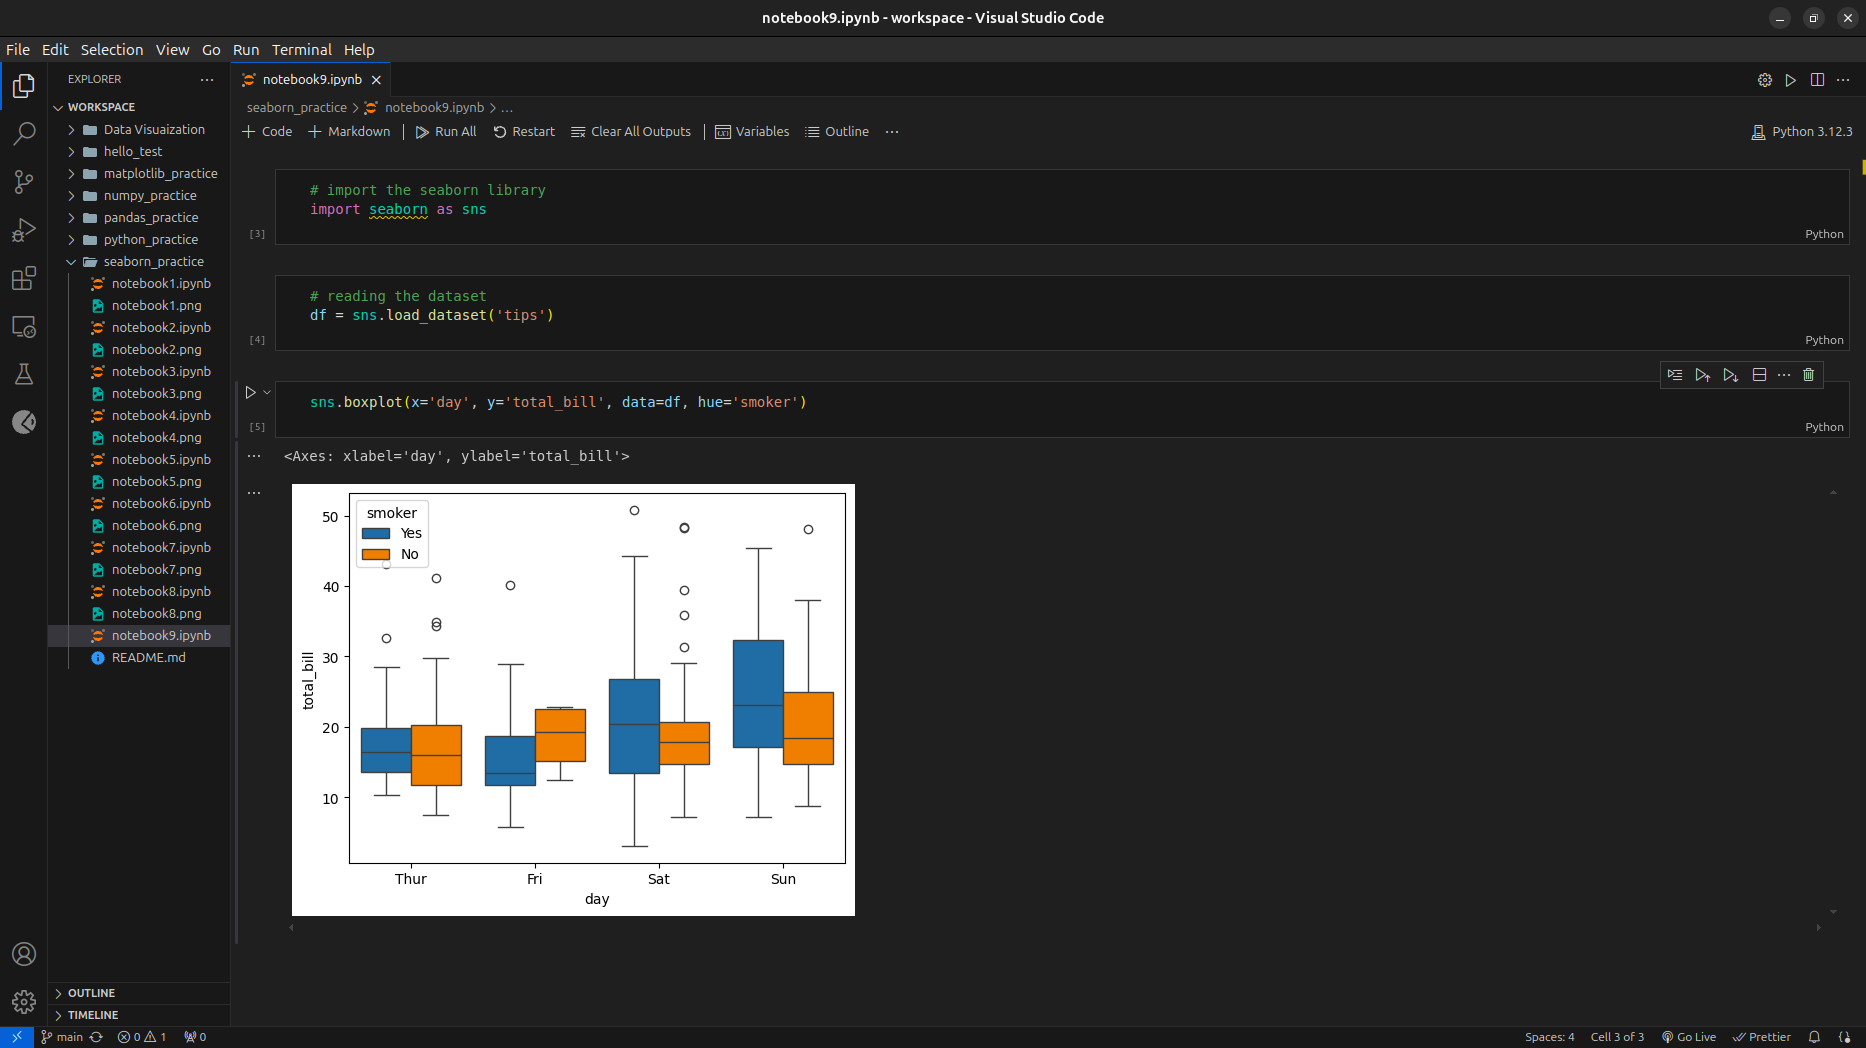 notebook9.ipynb - workspace - Visual Studio Code
File Edit Selection View Go Run Terminal Help
EXPLORER
WORKSPACE
Data Visuaization
hello_test
matplotlib_practice
numpy_practice
pandas_practice
python_practice
seaborn_practice
notebook1.ipynb
notebook1.png
notebook2.ipynb
notebook2.png
notebook3.ipynb
notebook3.png
notebook4.ipynb
notebook4.png
notebook5.ipynb
notebook5.png
notebook6.ipynb
notebook6.png
notebook7.ipynb
notebook7.png
notebook8.ipynb
notebook8.png
notebook9.ipynb
README.md
OUTLINE
TIMELINE
notebook9.ipynb
seaborn_practice > notebook9.ipynb > ...
Code Markdown Run All Restart Clear All Outputs Variables Outline ... Python 3.12.3
# import the seaborn library
import seaborn as sns
[3] Python
# reading the dataset
df = sns.load_dataset('tips')
[4] Python
sns.boxplot(x='day', y='total_bill', data=df, hue='smoker')
[5] Python
<Axes: xlabel='day', ylabel='total_bill'>
smoker
Yes
No
50
40
30
20
10
total_bill
Thur Fri Sat Sun
day
main 0 1 0 Spaces: 4 Cell 3 of 3 Go Live Prettier